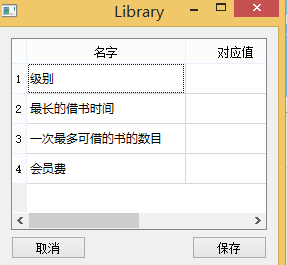 Library
名字 对应值
1 级别
2 最长的借书时间
3 一次最多可借的书的数目
4 会员费
取消 保存